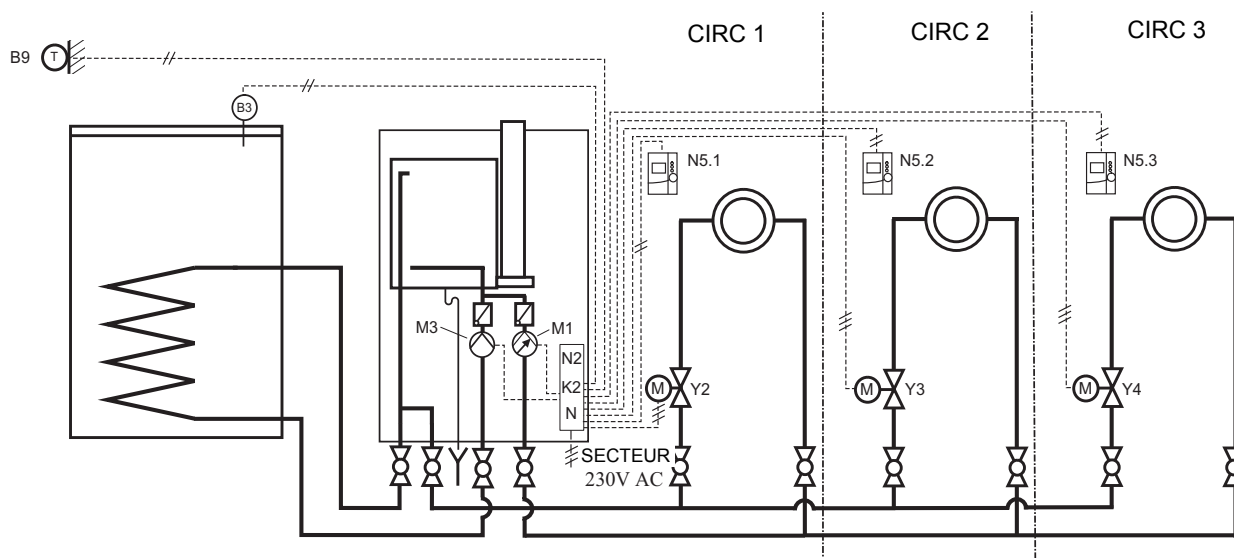 CIRC 1
CIRC 2
CIRC 3
B9
T
B3
N5.1
N5.2
N5.3
M3
M1
N2
K2
N
M
Y2
M
Y3
M
Y4
SECTEUR
230V AC